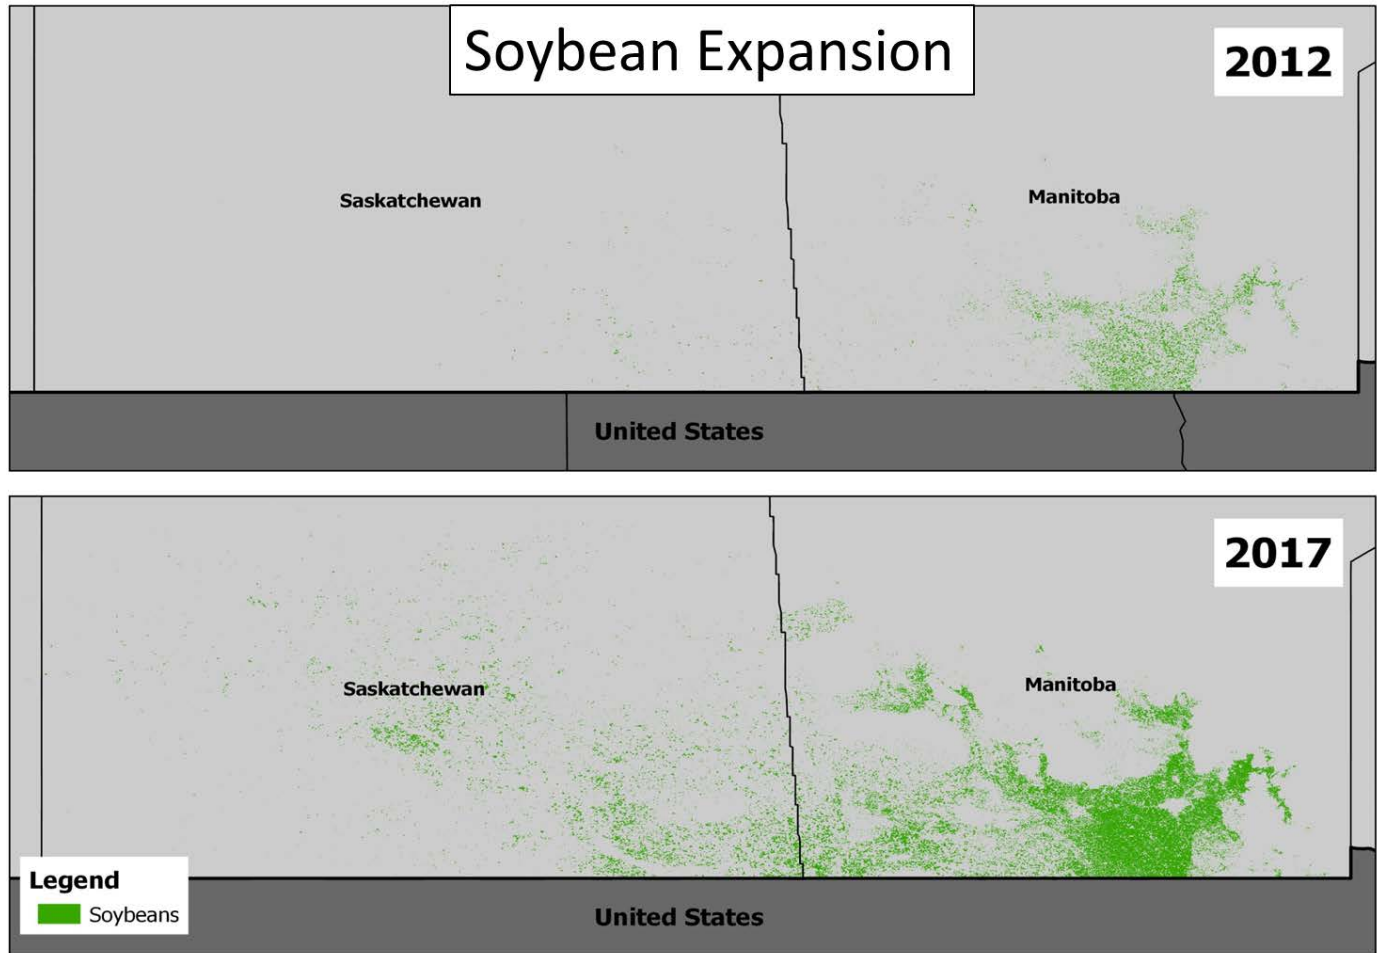 Soybean Expansion
2012
Saskatchewan
Manitoba
United States
2017
Saskatchewan
Manitoba
Legend
Soybeans
United States